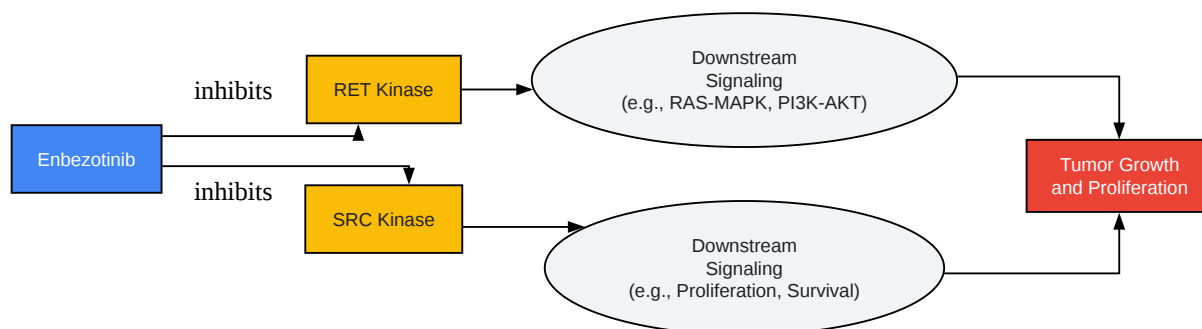 Downstream
Signaling
(e.g., RAS-MAPK, PI3K-AKT)
inhibits
RET Kinase
Enbezotinib
Tumor Growth
and Proliferation
inhibits
SRC Kinase
Downstream
Signaling
(e.g., Proliferation, Survival)